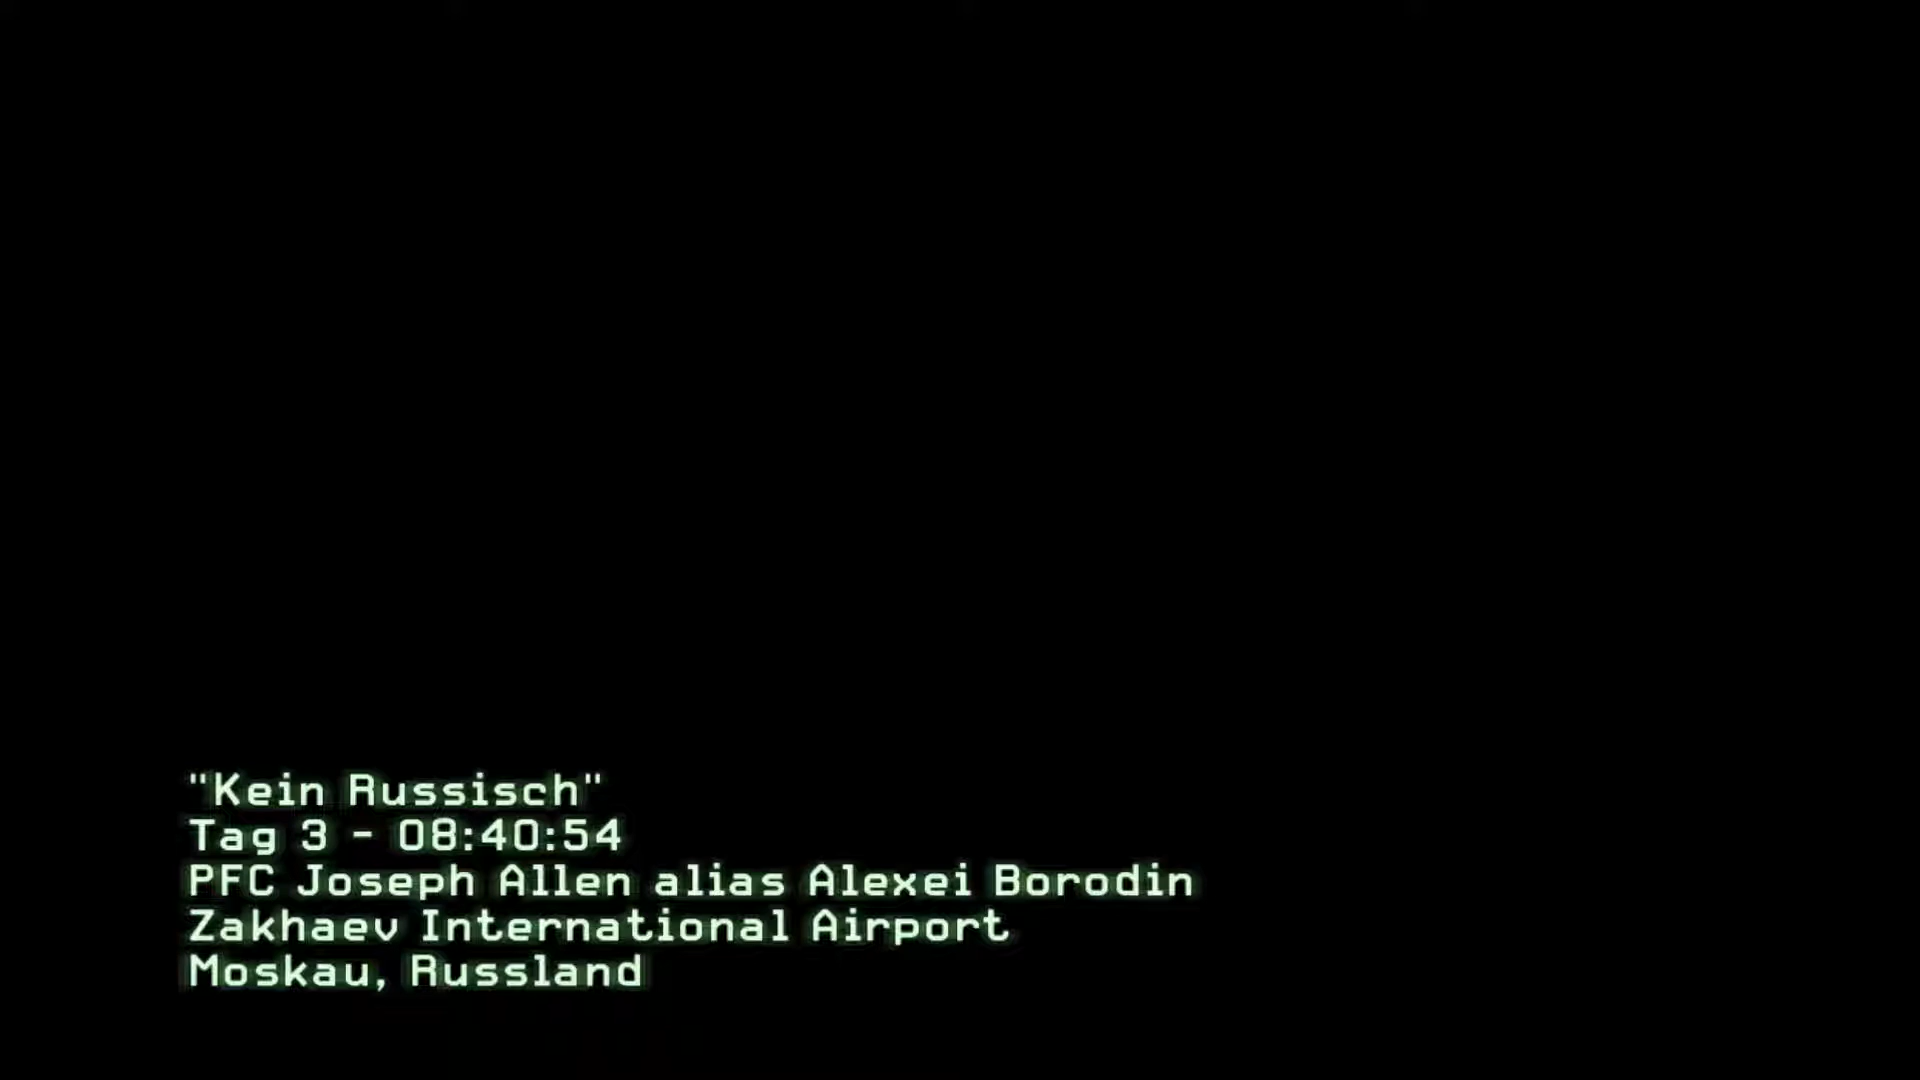 "Kein Russisch"
Tag 3 - 08:40:54
PFC Joseph Allen alias Alexei Borodin
Zakhaev International Airport
Moskau, Russland